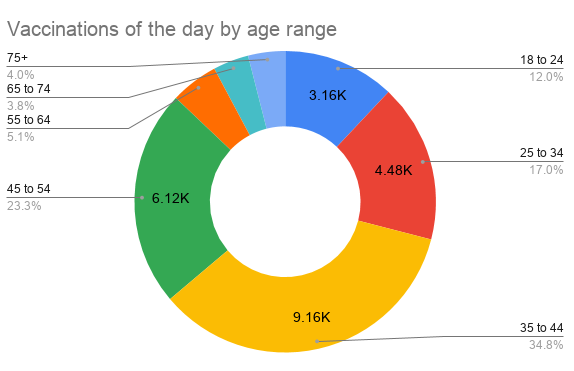 Vaccinations of the day by age range
75+
4.0%
65 to 74
3.8%
55 to 64
5.1%
45 to 54
23.3%
18 to 24
12.0%
25 to 34
17.0%
35 to 44
34.8%
3.16K
4.48K
6.12K
9.16K